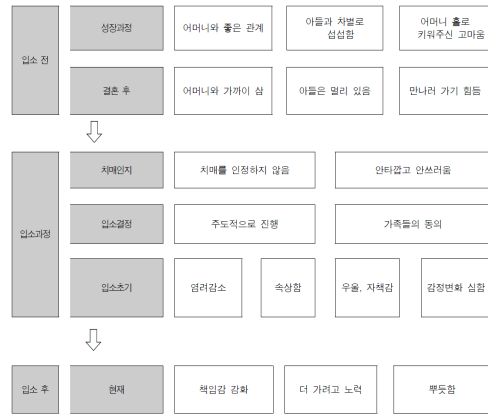 입소 전
성장과정
어머니와 좋은 관계
아들과 차별로
섭섭함
어머니 홀로
키워주신 고마움
결혼 후
어머니와 가까이 삼
아들은 멀리 있음
만나러 가기 힘듬
입소과정
치매인지
치매를 인정하지 않음
안타깝고 안쓰러움
입소결정
주도적으로 진행
가족들의 동의
입소초기
염려감소
속상함
우울, 자책감
감정변화 심함
입소 후
현재
책임감 강화
더 가려고 노력
뿌듯함